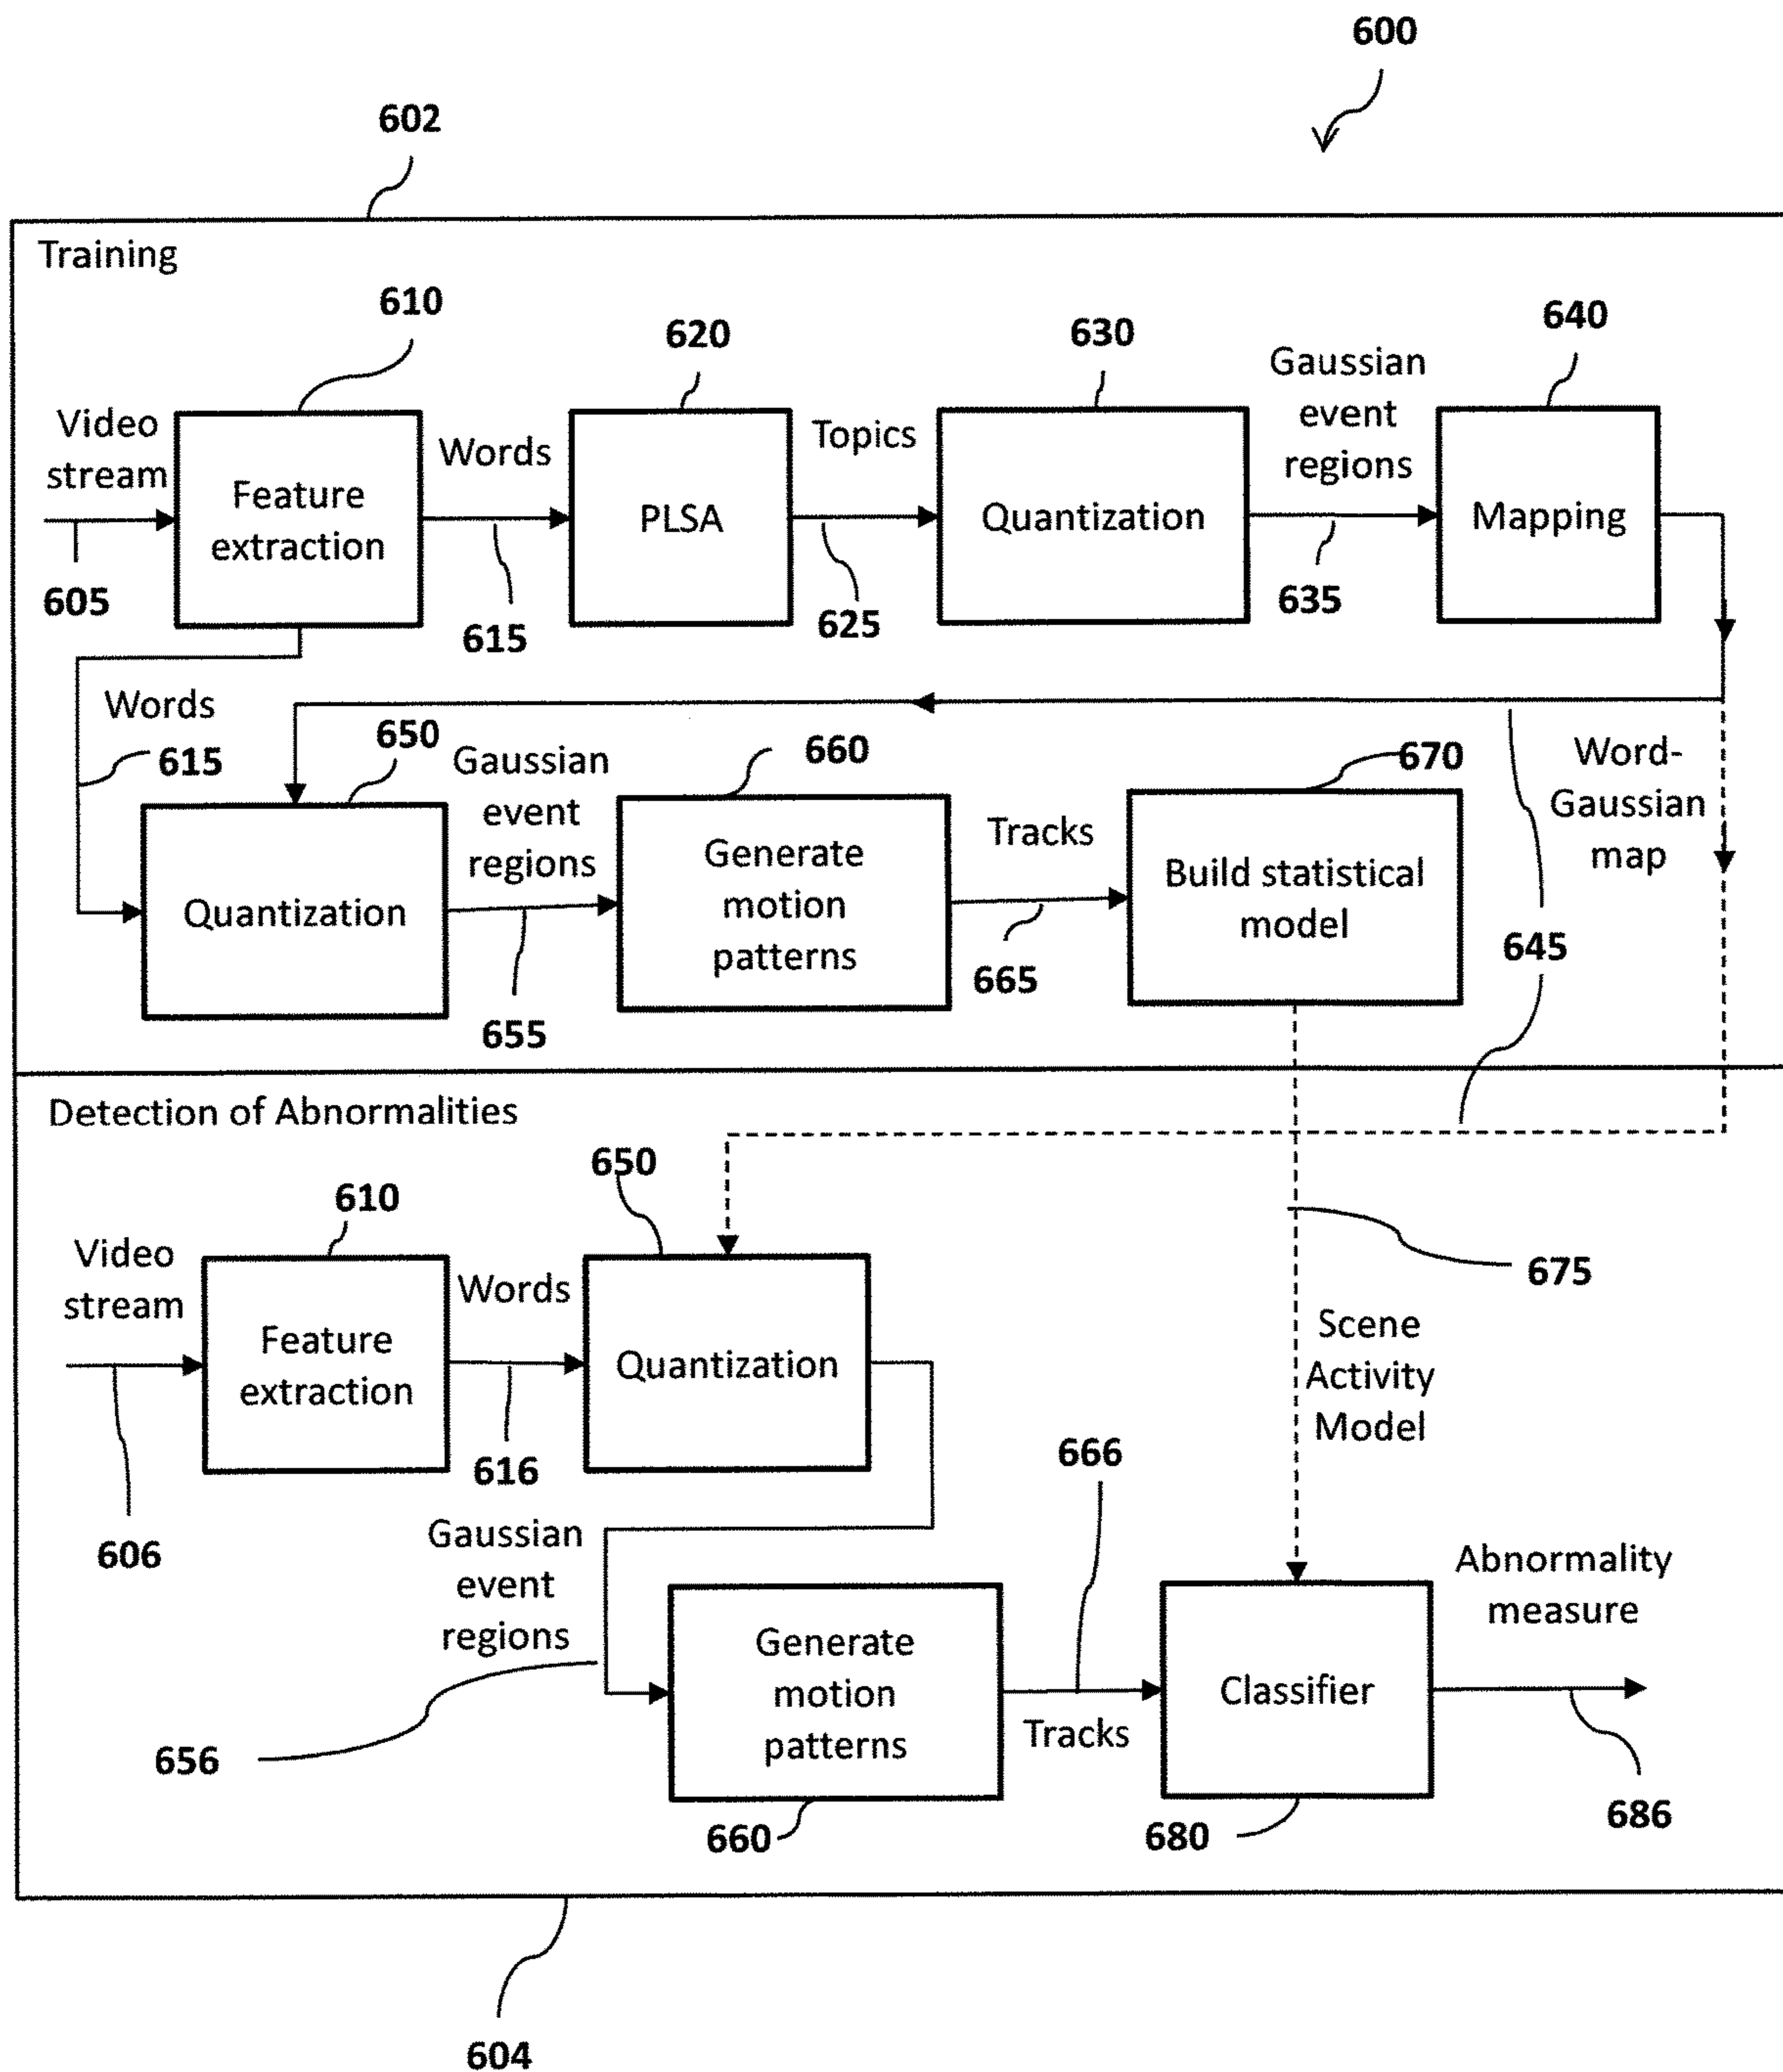 600
602
Training
610
620
630
640
Video
stream
Feature
extraction
Words
PLSA
Topics
Quantization
Gaussian
event
regions
Mapping
605
615
625
635
Words
615
650
Quantization
Gaussian
event
regions
655
660
Generate
motion
patterns
Tracks
665
670
Build statistical
model
Word-
Gaussian
map
645
Detection of Abnormalities
610
650
Video
stream
Feature
extraction
Words
Quantization
606
616
675
Scene
Activity
Model
Gaussian
event
regions
656
Generate
motion
patterns
660
666
Tracks
Classifier
680
Abnormality
measure
686
604